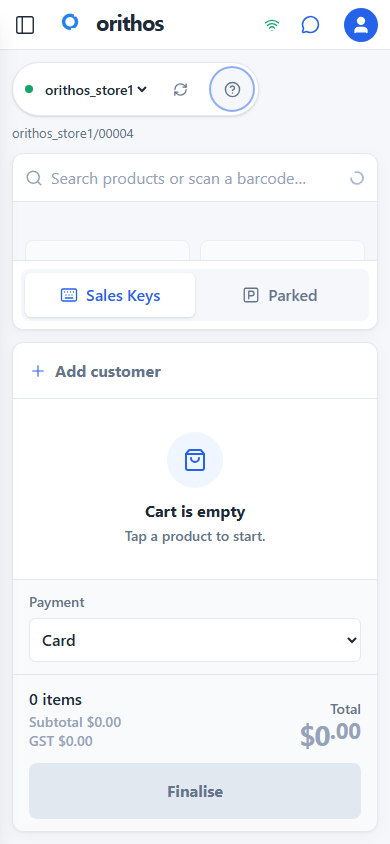 orithos
orithos_store1
orithos_store1/00004
Search products or scan a barcode...
Sales Keys
Parked
Add customer
Cart is empty
Tap a product to start.
Payment
Card
0 items
Subtotal $0.00
GST $0.00
Total
$0.00
Finalise